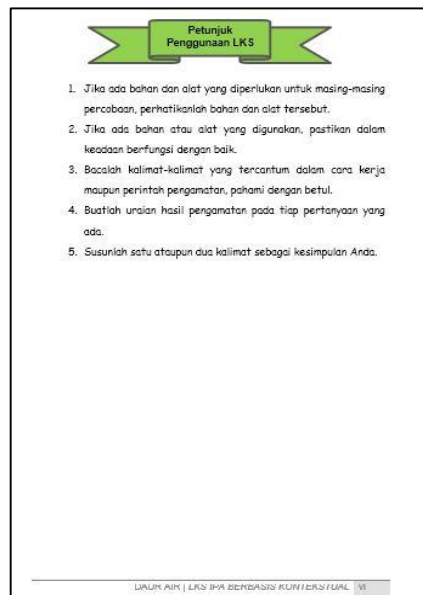 Petunjuk
Penggunaan LKS
1. Jika ada bahan dan alat yang diperlukan untuk masing-masing
percobaan, perhatikanlah bahan dan alat tersebut.
2. Jika ada bahan atau alat yang digunakan, pastikan dalam
keadaan berfungsi dengan baik.
3. Bacalah kalimat-kalimat yang tercantum dalam cara kerja
maupun perintah pengamatan, pahami dengan betul.
4. Buatlah uraian hasil pengamatan pada tiap pertanyaan yang
ada.
5. Susunlah satu ataupun dua kalimat sebagai kesimpulan Anda.
DAUR AIR | LKS IPA BERBASIS KONTEKSTUAL VI